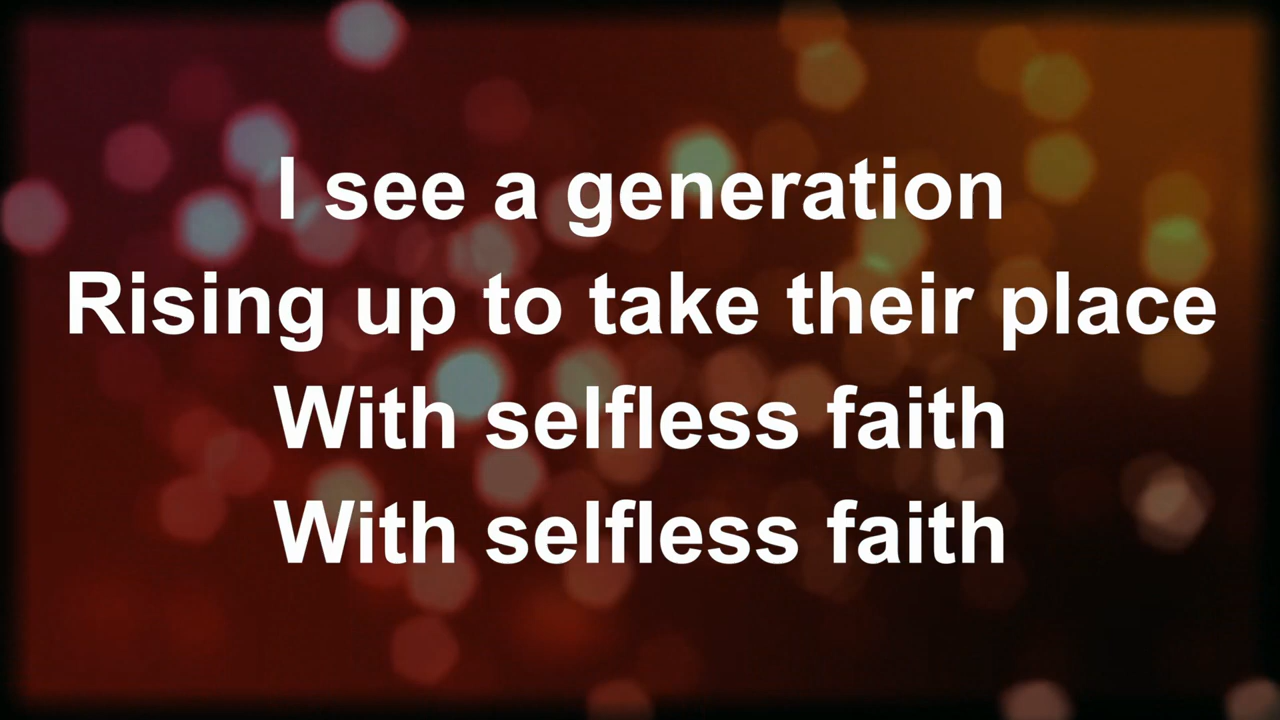 I see a generation
Rising up to take their place
With selfless faith
With selfless faith